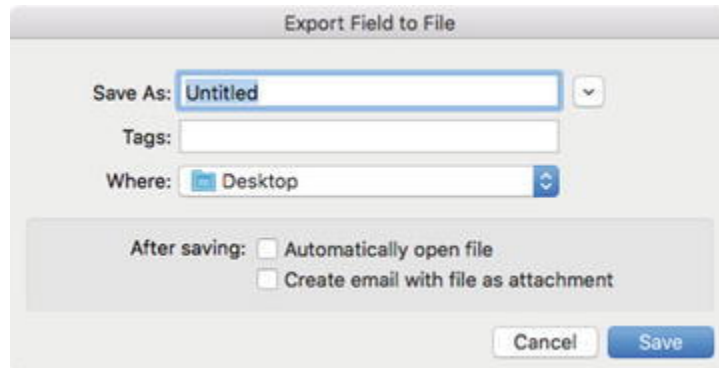 Export Field to File
Save As: Untitled
Tags:
Where: Desktop
After saving: Automatically open file
Create email with file as attachment
Cancel Save